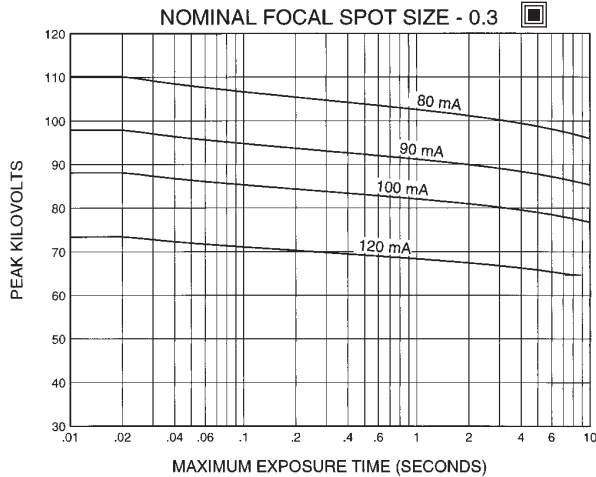 NOMINAL FOCAL SPOT SIZE - 0.3
120
110
100
90
80
70
60
50
40
30
80 mA
90 mA
100 mA
120 mA
.01 .02 .04 .06 .1 .2 .4 .6 1 2 4 6 10
PEAK KILOVOLTS
MAXIMUM EXPOSURE TIME (SECONDS)